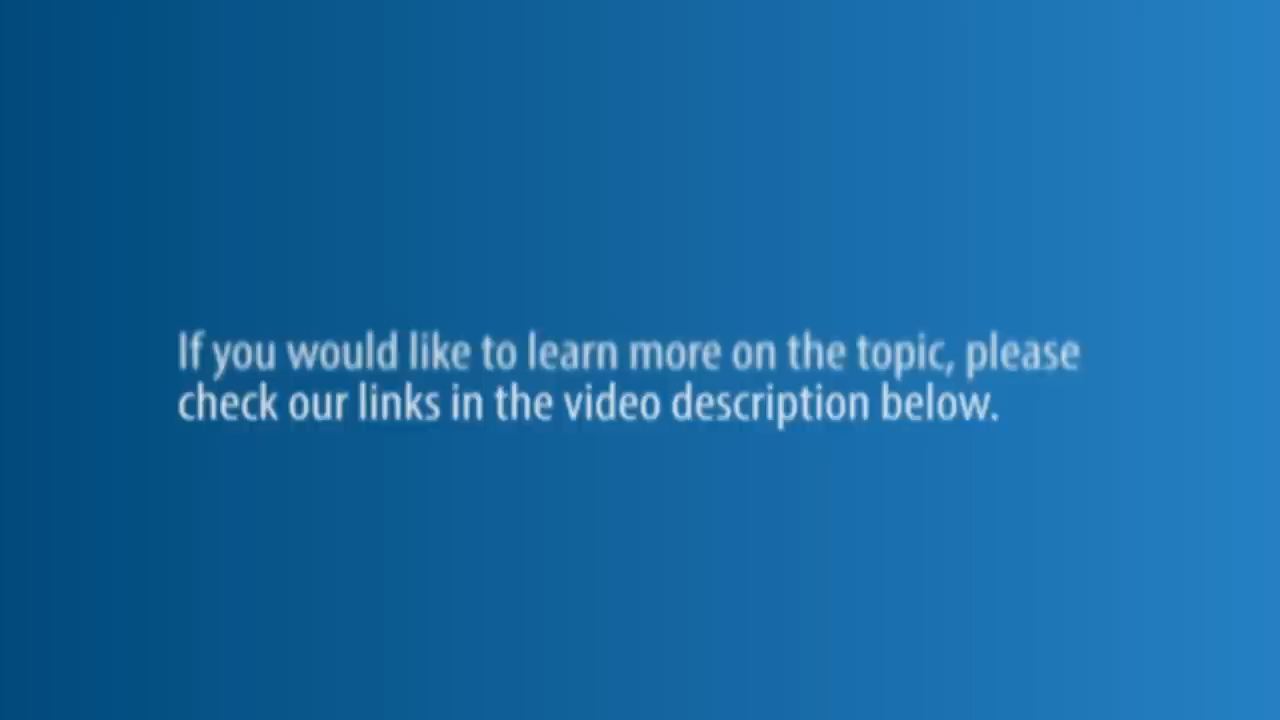 If you would like to learn more on the topic, please
check our links in the video description below.